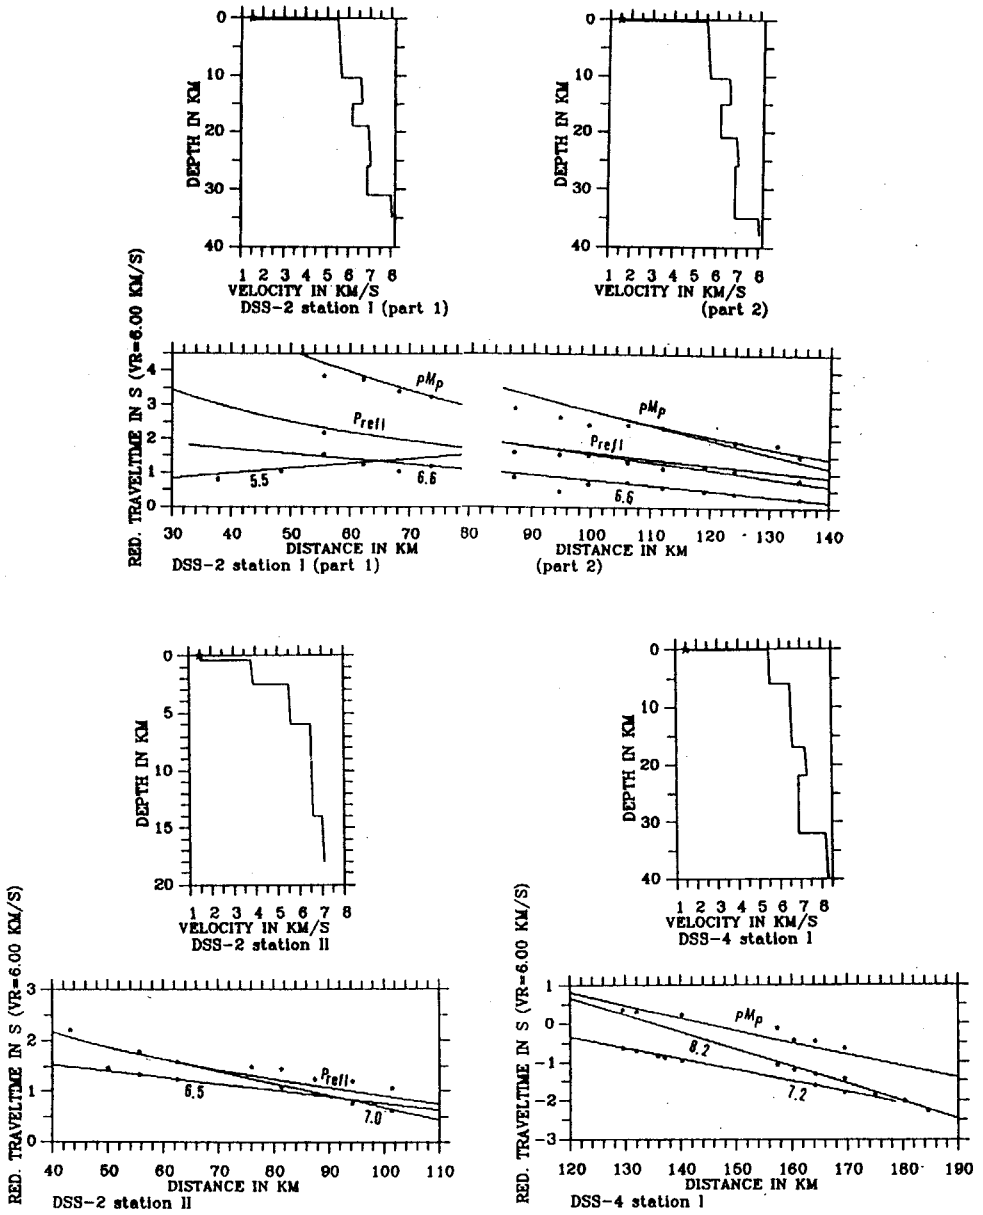 0
10
20
30
40
DEPTH IN KM
1 2 3 4 5 6 7 8
VELOCITY IN KM/S
DSS-2 station I (part 1)
0
10
20
30
40
DEPTH IN KM
1 2 3 4 5 6 7 8
VELOCITY IN KM/S
(part 2)
RED. TRAVELTIME IN S (VR=6.00 KM/S)
4
3
2
1
0
PMP
Prefl
5.5
6.6
PMP
Prefl
6.6
30 40 50 60 70 80 90 100 110 120 130 140
DISTANCE IN KM
DISTANCE IN KM
DSS-2 station I (part 1)
(part 2)
0
5
10
15
20
DEPTH IN KM
1 2 3 4 5 6 7 8
VELOCITY IN KM/S
DSS-2 station II
0
10
20
30
40
DEPTH IN KM
1 2 3 4 5 6 7 8
VELOCITY IN KM/S
DSS-4 station I
RED. TRAVELTIME IN S (VR=6.00 KM/S)
3
2
1
0
Prefl
6.5
7.0
40 50 60 70 80 90 100 110
DISTANCE IN KM
DSS-2 station II
RED. TRAVELTIME IN S (VR=6.00 KM/S)
1
0
-1
-2
-3
PMP
8.2
7.2
120 130 140 150 160 170 180 190
DISTANCE IN KM
DSS-4 station I